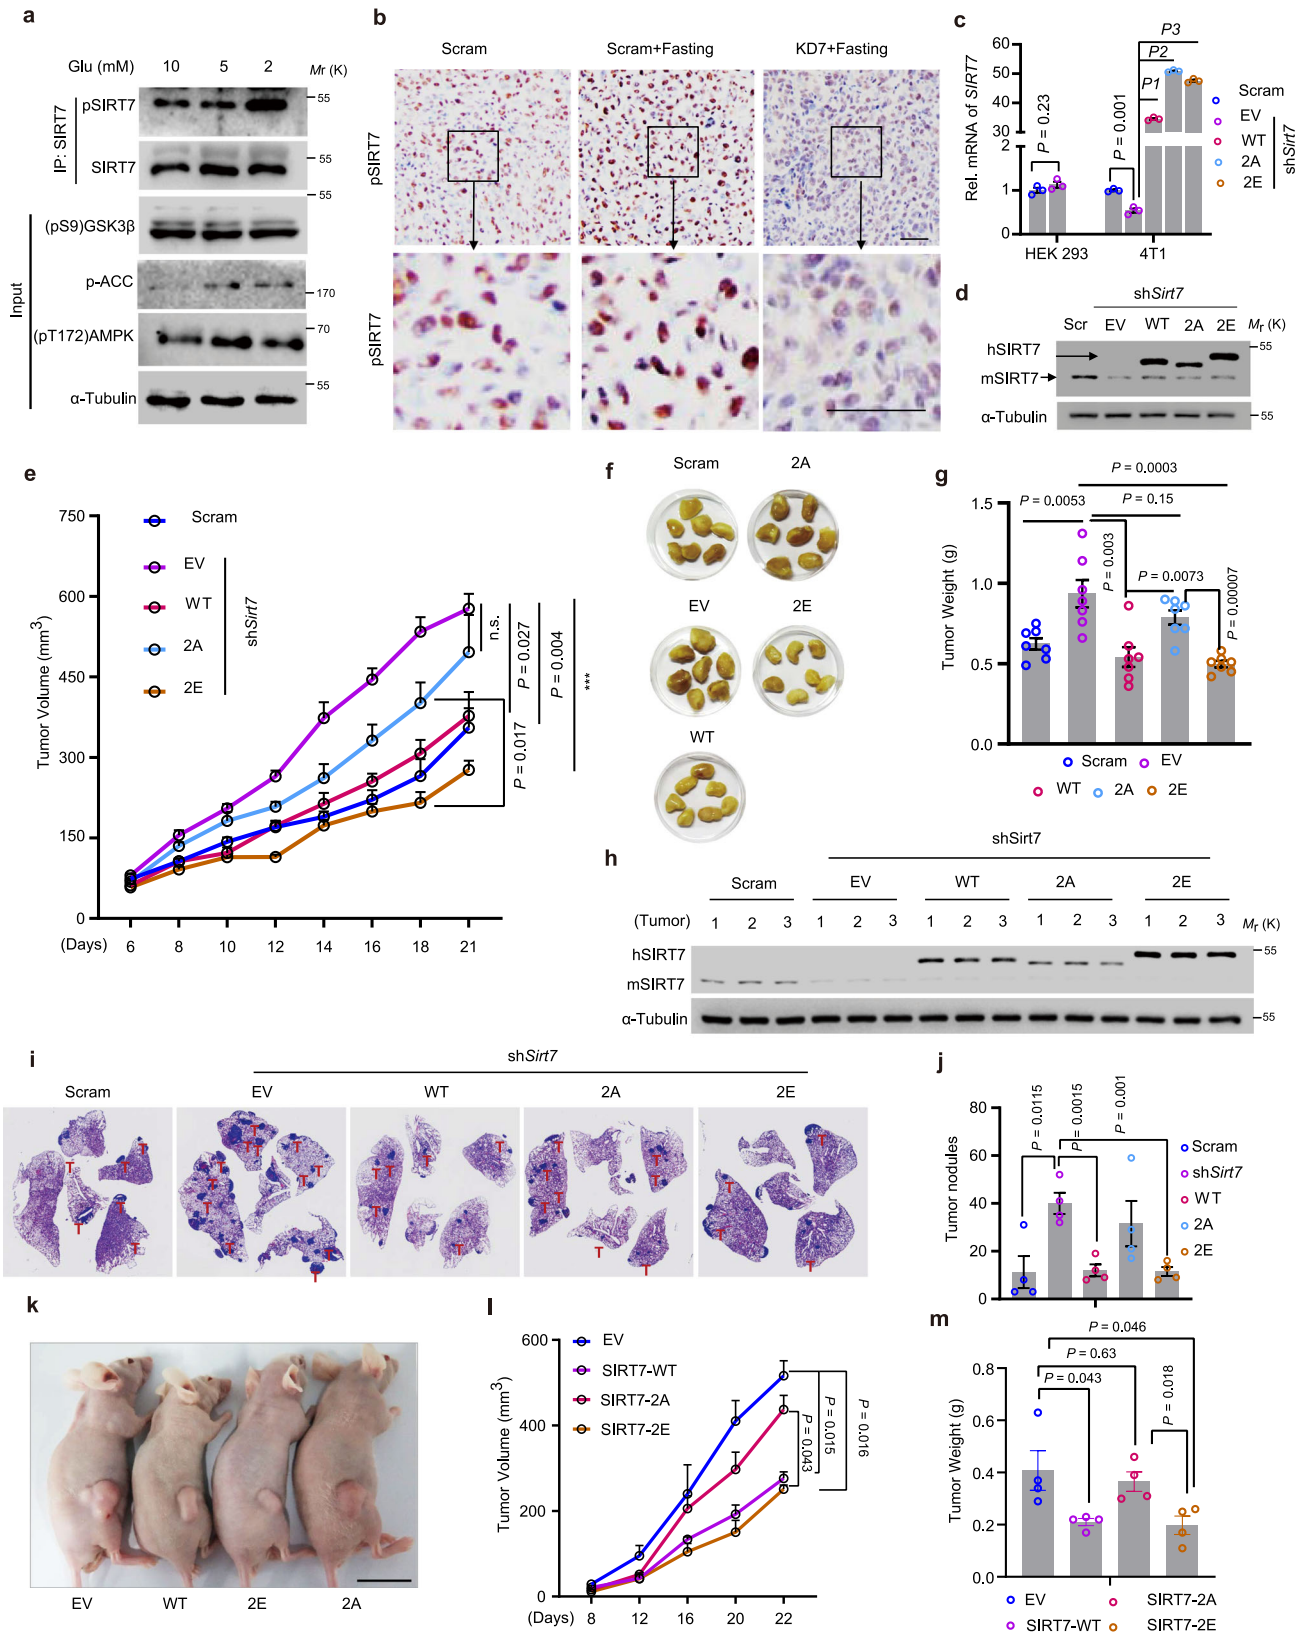 a
Glu (mM) 10 5 2 Mr (K)
IP: SIRT7
pSIRT7 55
SIRT7
55
Input
(pS9)GSK3β
p-ACC 170
(pT172)AMPK 70
α-Tubulin 55
b
Scram Scram+Fasting KD7+Fasting
pSIRT7
pSIRT7
c
Rel. mRNA of SIRT7
60
50
40
30
20
2
1
0
P = 0.23
P = 0.001
P1
P2
P3
HEK 293 4T1
Scram
EV
WT
2A
2E
shSirt7
d
shSirt7
Scr EV WT 2A 2E Mr (K)
hSIRT7 55
mSIRT7
α-Tubulin 55
e
Tumor Volume (mm3)
750
600
450
300
150
0
Scram
EV
WT
2A
2E
shSirt7
n.s.
P = 0.027
P = 0.004
***
P = 0.017
(Days) 6 8 10 12 14 16 18 21
f
Scram 2A
EV 2E
WT
g
Tumor Weight (g)
1.5
1.0
0.5
0.0
P = 0.0003
P = 0.0053 P = 0.15
P = 0.003
P = 0.0073
P = 0.00007
Scram EV
WT 2A 2E
h
shSirt7
Scram EV WT 2A 2E
(Tumor) 1 2 3 1 2 3 1 2 3 1 2 3 1 2 3 Mr (K)
hSIRT7 55
mSIRT7
α-Tubulin 55
i
shSirt7
Scram EV WT 2A 2E
T T T T T
T T T T T T T T T T
T T T T T T
T T T T T T T T
T T T T
j
Tumor nodules
80
60
40
20
0
P = 0.0115
P = 0.0015
P = 0.001
Scram
shSirt7
WT
2A
2E
k
EV WT 2E 2A
l
Tumor Volume (mm3)
600
400
200
0
EV
SIRT7-WT
SIRT7-2A
SIRT7-2E
P = 0.043
P = 0.015
P = 0.016
(Days) 8 12 16 20 22
m
Tumor Weight (g)
0.8
0.6
0.4
0.2
0.0
P = 0.046
P = 0.63
P = 0.043
P = 0.018
EV SIRT7-2A
SIRT7-WT SIRT7-2E